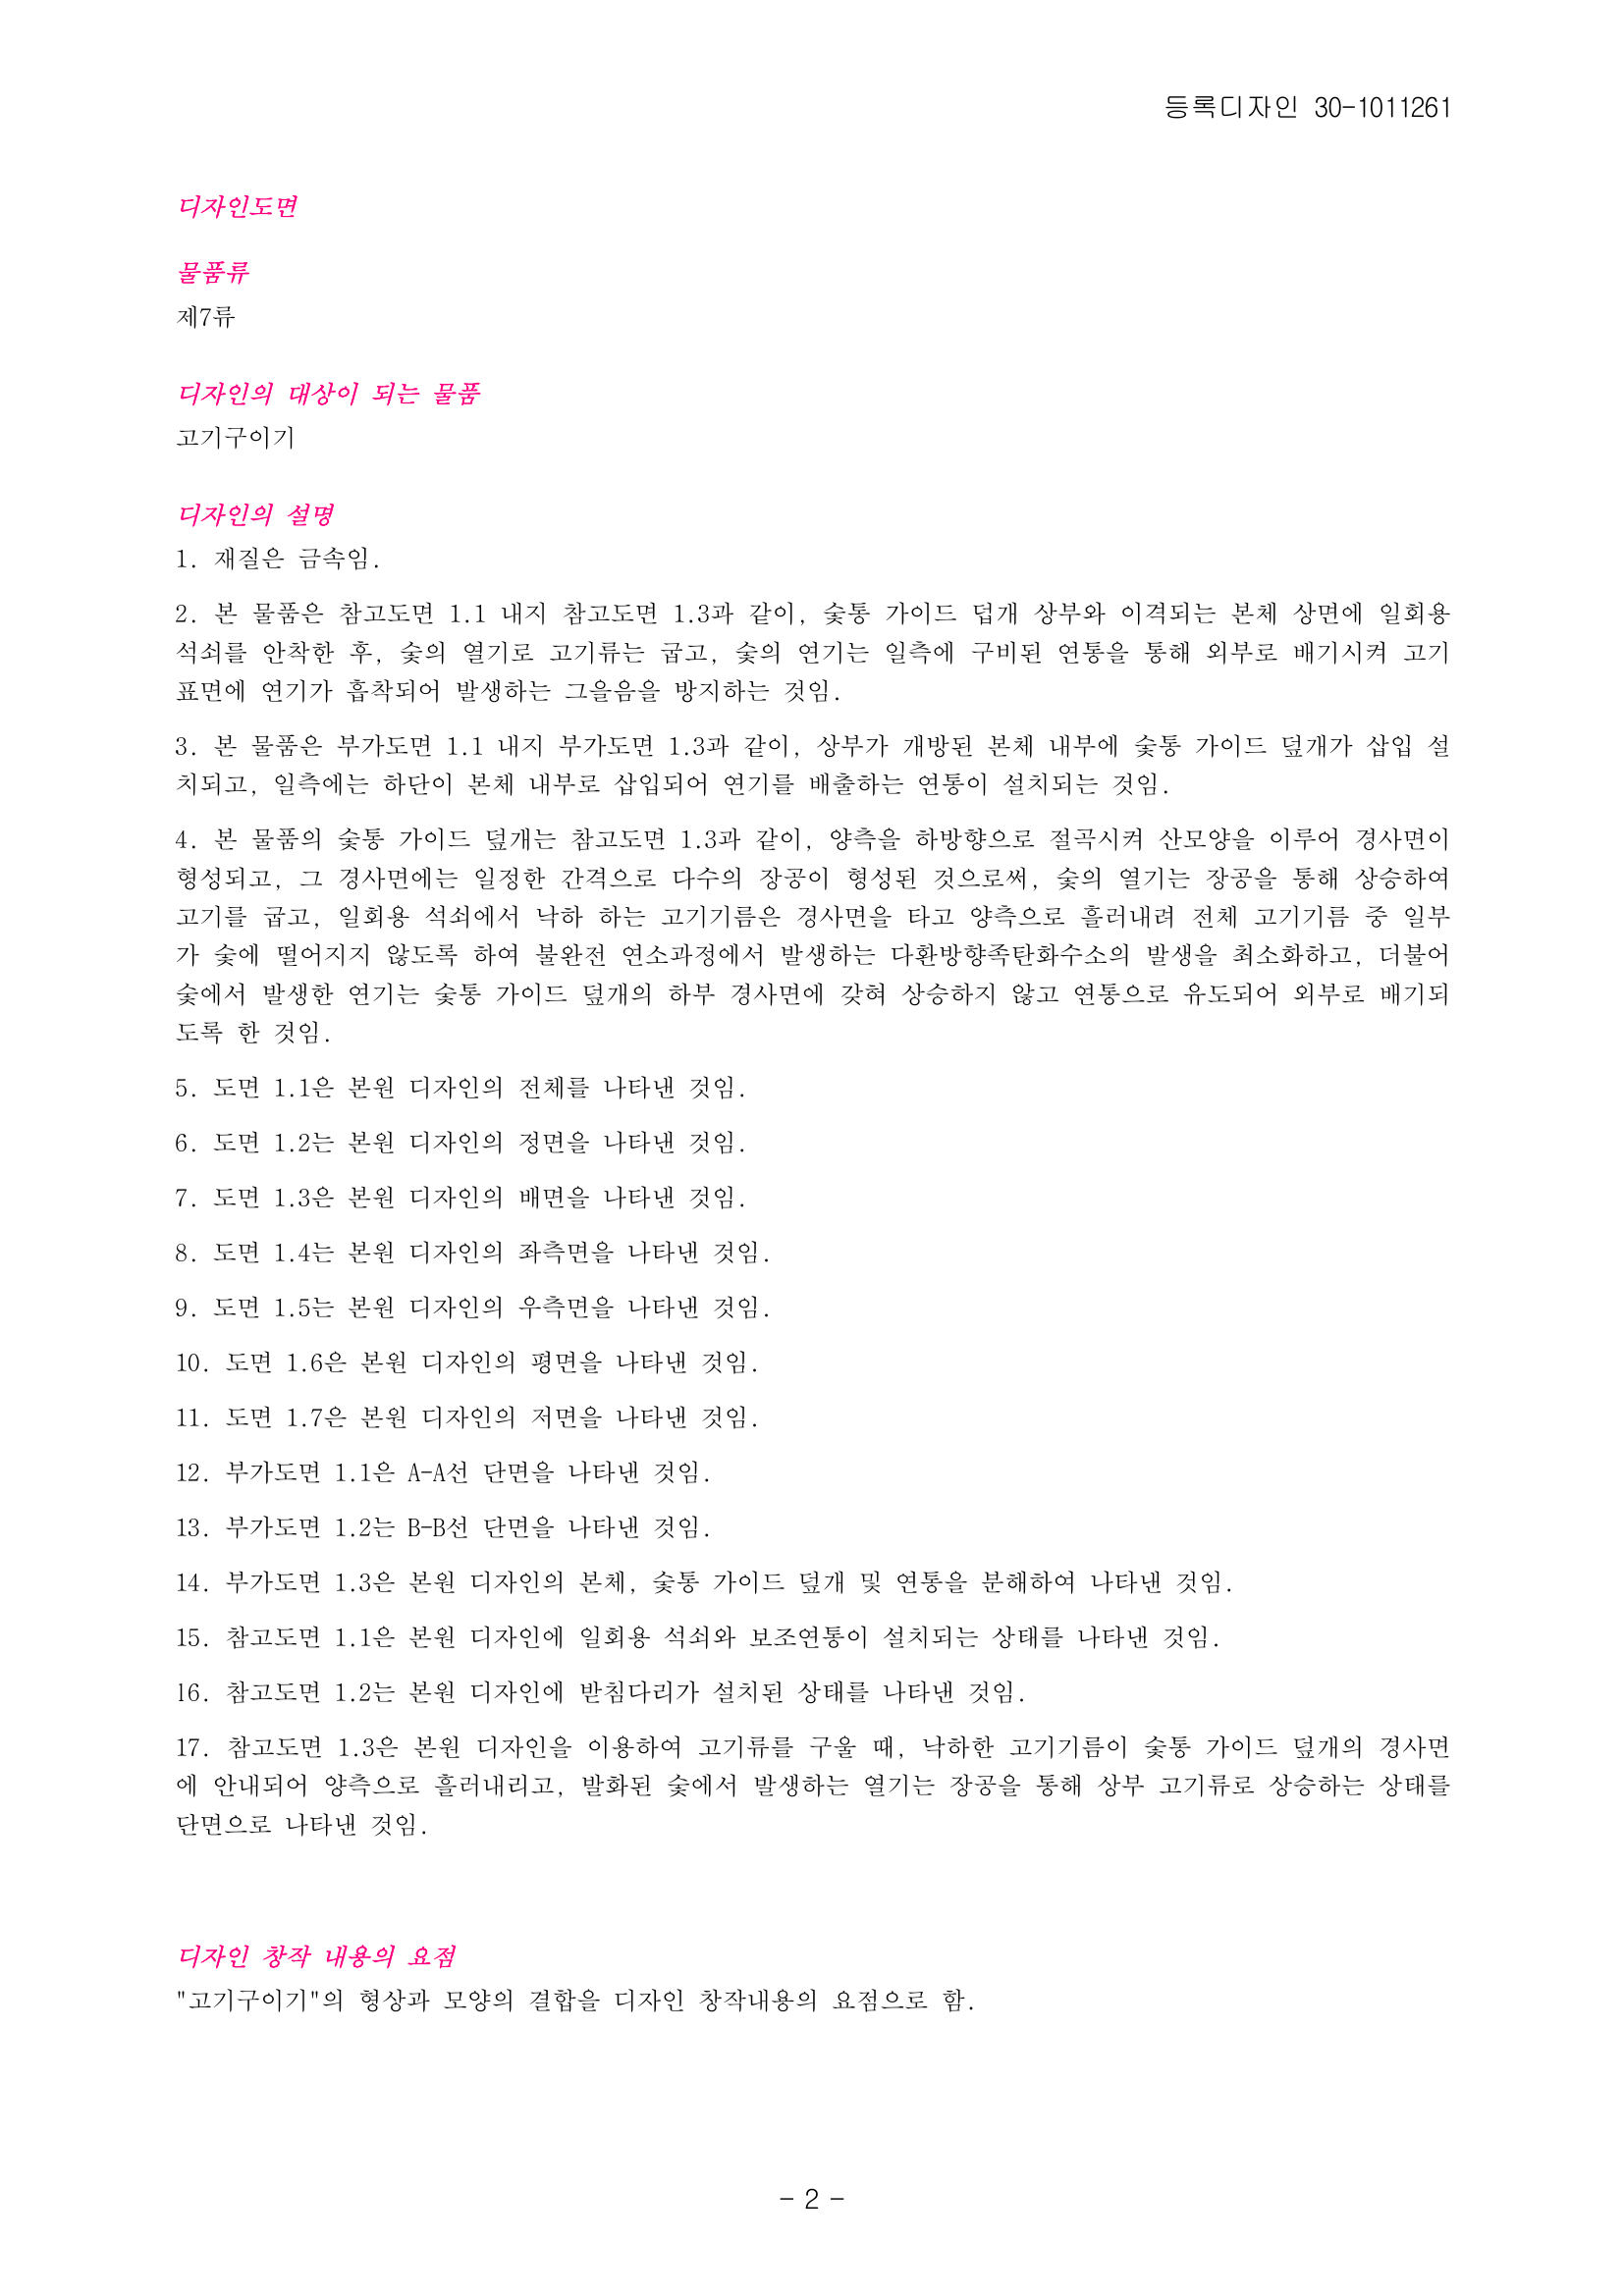 등록디자인 30-1011261
디자인도면
물품류
제7류
디자인의 대상이 되는 물품
고기구이기
디자인의 설명
1. 재질은 금속임.
2. 본 물품은 참고도면 1.1 내지 참고도면 1.3과 같이, 숯통 가이드 덥개 상부와 이격되는 본체 상면에 일회용
석쇠를 안착한 후, 숯의 열기로 고기류는 굽고, 숯의 연기는 일측에 구비된 연통을 통해 외부로 배기시켜 고기
표면에 연기가 흡착되어 발생하는 그을음을 방지하는 것임.
3. 본 물품은 부가도면 1.1 내지 부가도면 1.3과 같이, 상부가 개방된 본체 내부에 숯통 가이드 덮개가 삽입 설
치되고, 일측에는 하단이 본체 내부로 삽입되어 연기를 배출하는 연통이 설치되는 것임.
4. 본 물품의 숯통 가이드 덮개는 참고도면 1.3과 같이, 양측을 하방향으로 절곡시켜 산모양을 이루어 경사면이
형성되고, 그 경사면에는 일정한 간격으로 다수의 장공이 형성된 것으로써, 숯의 열기는 장공을 통해 상승하여
고기를 굽고, 일회용 석쇠에서 낙하 하는 고기기름은 경사면을 타고 양측으로 흘러내려 전체 고기기름 중 일부
가 숯에 떨어지지 않도록 하여 불완전 연소과정에서 발생하는 다환방향족탄화수소의 발생을 최소화하고, 더불어
숯에서 발생한 연기는 숯통 가이드 덮개의 하부 경사면에 갖혀 상승하지 않고 연통으로 유도되어 외부로 배기되
도록 한 것임.
5. 도면 1.1은 본원 디자인의 전체를 나타낸 것임.
6. 도면 1.2는 본원 디자인의 정면을 나타낸 것임.
7. 도면 1.3은 본원 디자인의 배면을 나타낸 것임.
8. 도면 1.4는 본원 디자인의 좌측면을 나타낸 것임.
9. 도면 1.5는 본원 디자인의 우측면을 나타낸 것임.
10. 도면 1.6은 본원 디자인의 평면을 나타낸 것임.
11. 도면 1.7은 본원 디자인의 저면을 나타낸 것임.
12. 부가도면 1.1은 A-A선 단면을 나타낸 것임.
13. 부가도면 1.2는 B-B선 단면을 나타낸 것임.
14. 부가도면 1.3은 본원 디자인의 본체, 숯통 가이드 덮개 및 연통을 분해하여 나타낸 것임.
15. 참고도면 1.1은 본원 디자인에 일회용 석쇠와 보조연통이 설치되는 상태를 나타낸 것임.
16. 참고도면 1.2는 본원 디자인에 받침다리가 설치된 상태를 나타낸 것임.
17. 참고도면 1.3은 본원 디자인을 이용하여 고기류를 구울 때, 낙하한 고기기름이 숯통 가이드 덮개의 경사면
에 안내되어 양측으로 흘러내리고, 발화된 숯에서 발생하는 열기는 장공을 통해 상부 고기류로 상승하는 상태를
단면으로 나타낸 것임.
디자인 창작 내용의 요점
"고기구이기"의 형상과 모양의 결합을 디자인 창작내용의 요점으로 함.
- 2 -